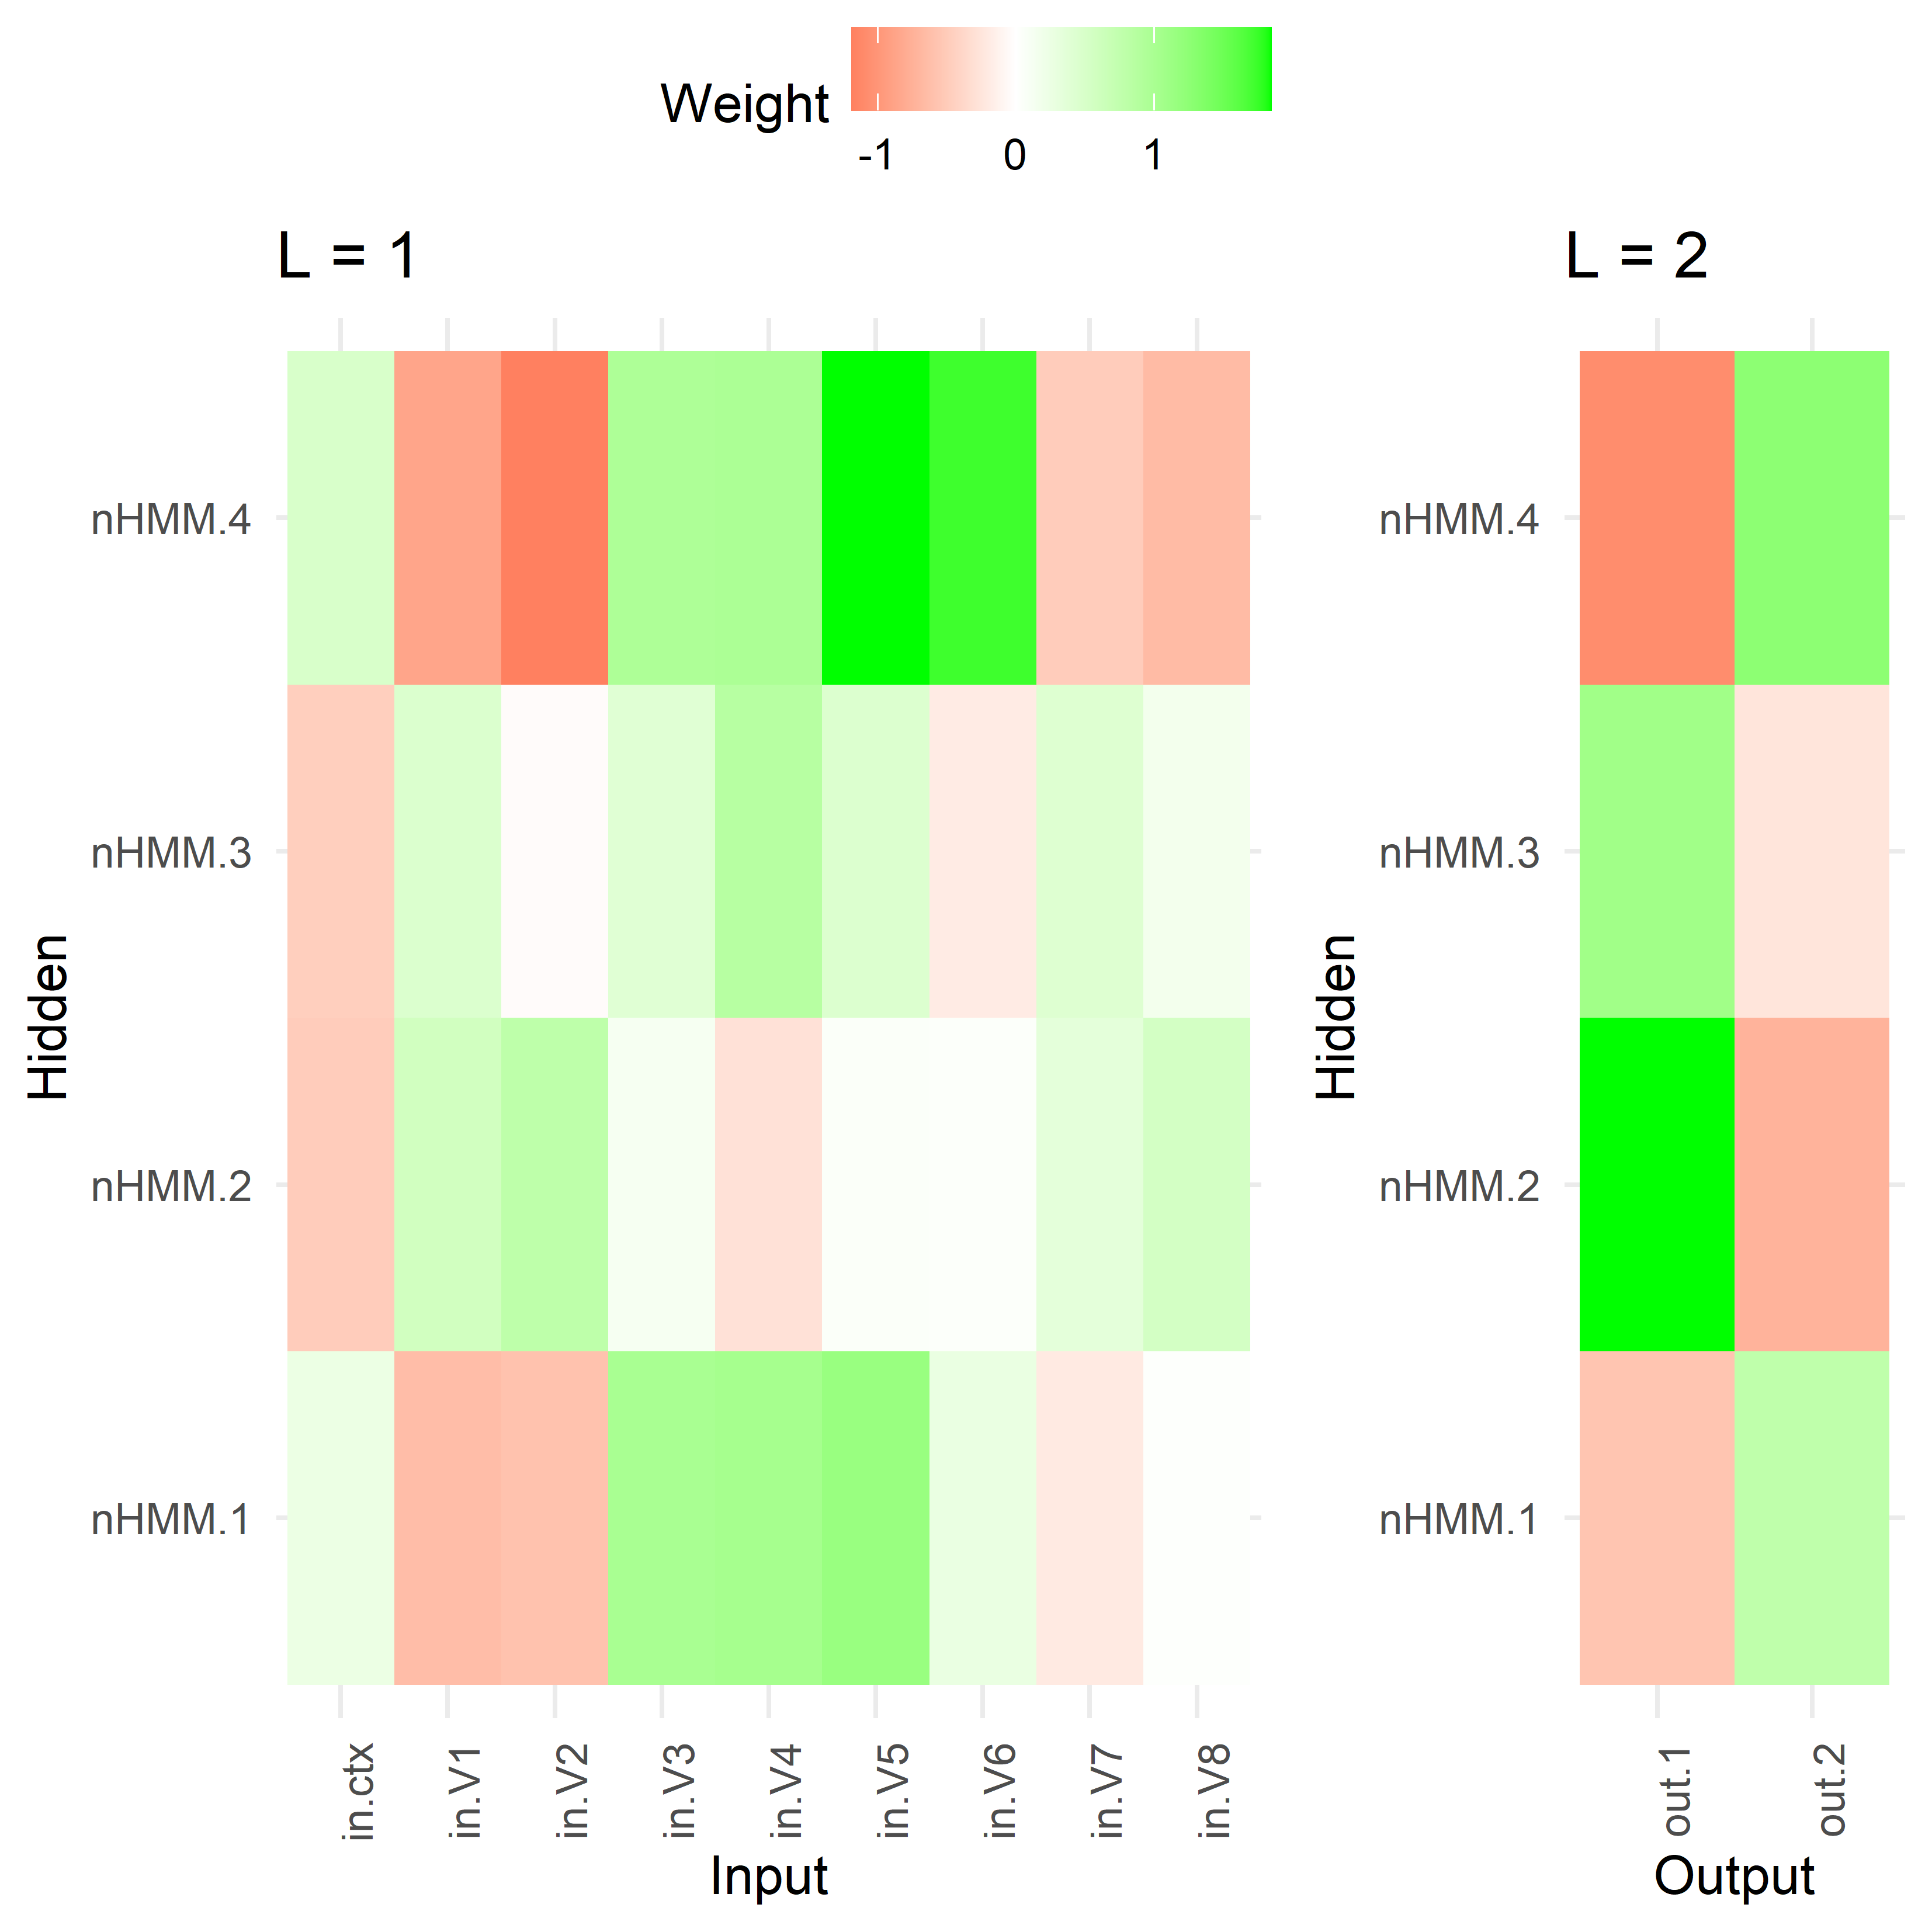 Weight
-1 0 1
L = 1
L = 2
nHMM.4
nHMM.3
nHMM.2
nHMM.1
Hidden
in.ctx in.V1 in.V2 in.V3 in.V4 in.V5 in.V6 in.V7 in.V8
Input
nHMM.4
nHMM.3
nHMM.2
nHMM.1
Hidden
out.1 out.2
Output